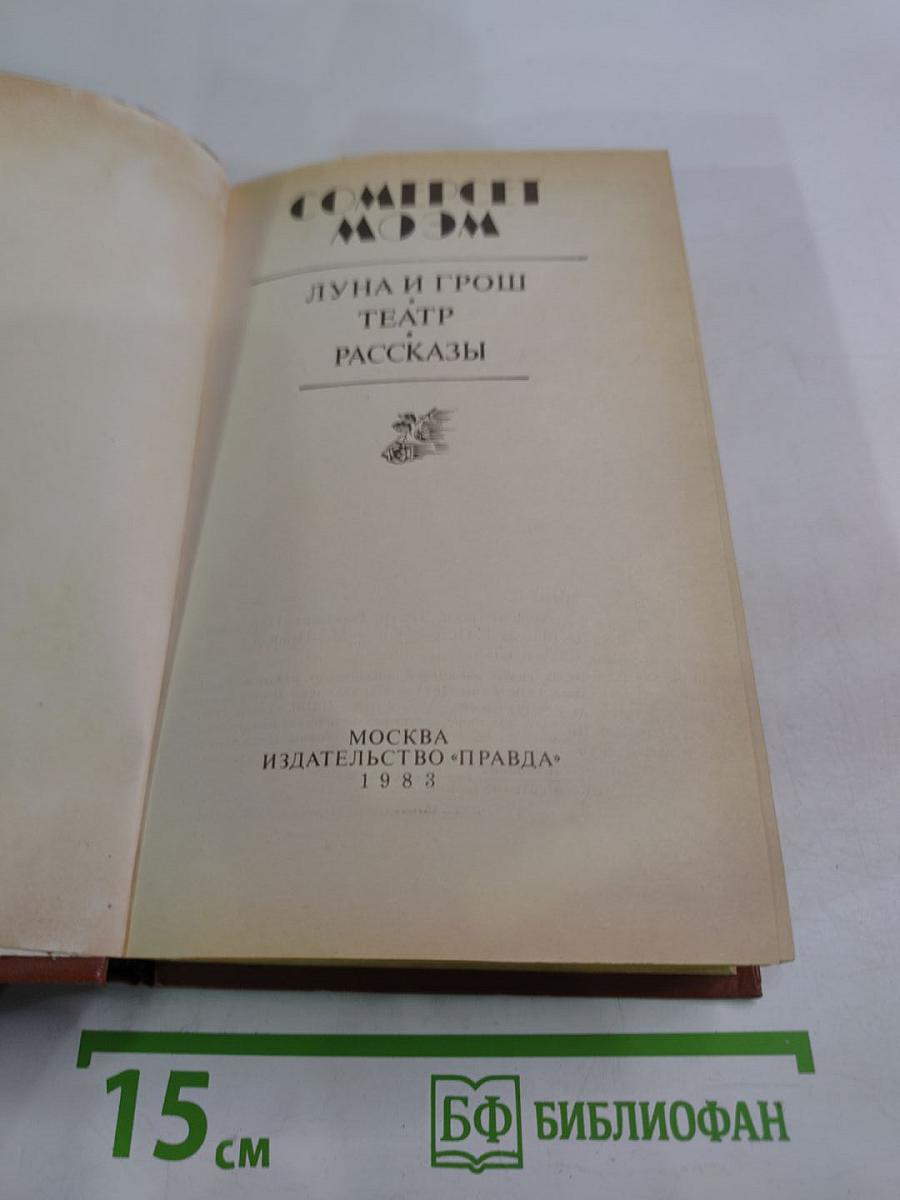 СОМЕРСЕТ
МОЭМ
ЛУНА И ГРОШ
ТЕАТР
РАССКАЗЫ
МОСКВА
ИЗДАТЕЛЬСТВО «ПРАВДА»
1983
15 см
БФ БИБЛИОФАН